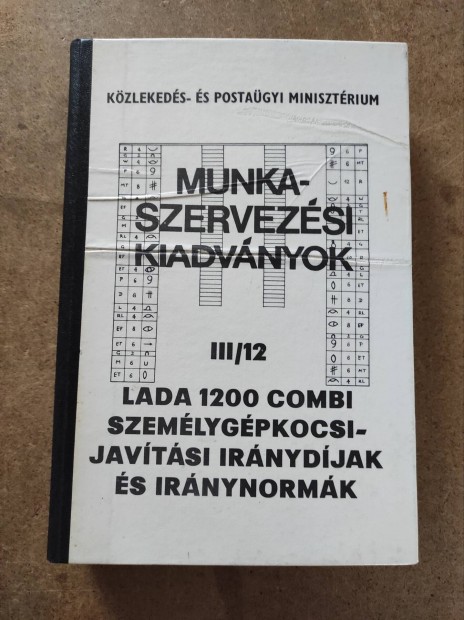 KÖZLEKEDÉS- ÉS POSTAÜGYI MINISZTÉRIUM
MUNKA-
SZERVEZÉSI
KIADVÁNYOK
III/12
LADA 1200 COMBI
SZEMÉLYGÉPKOCSI-
JAVÍTÁSI IRÁNYDÍJAK
ÉS IRÁNYNORMÁK